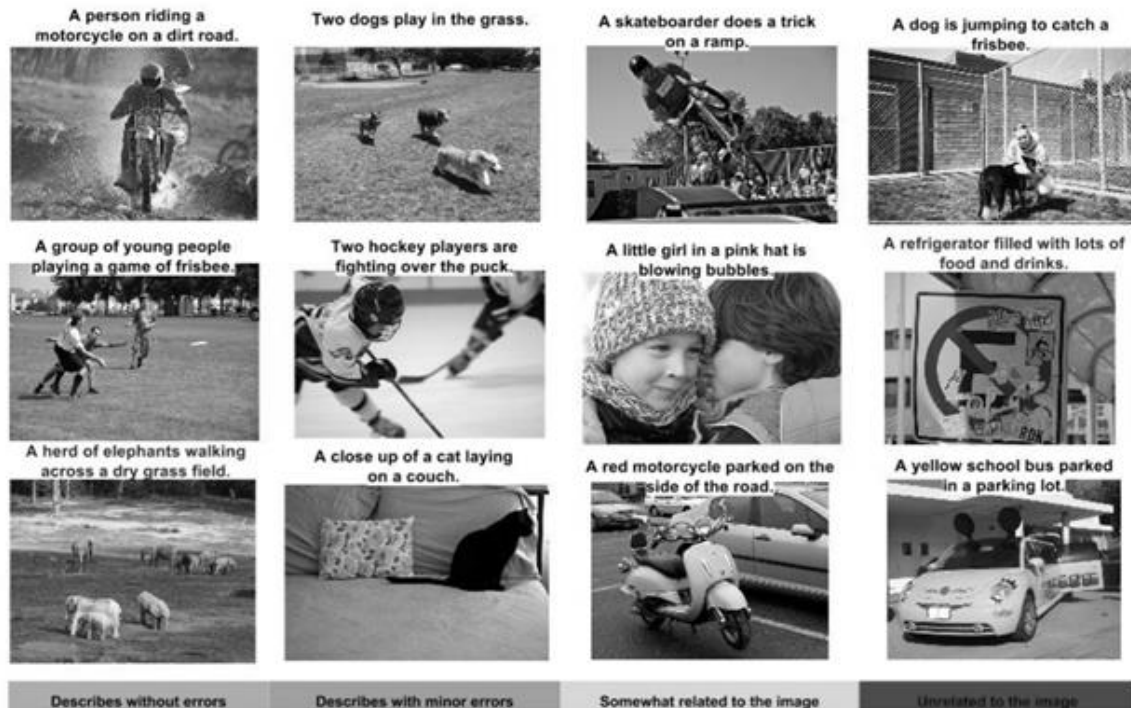 A person riding a
motorcycle on a dirt road.
Two dogs play in the grass.
A skateboarder does a trick
on a ramp.
A dog is jumping to catch a
frisbee.
A group of young people
playing a game of frisbee.
Two hockey players are
fighting over the puck.
A little girl in a pink hat is
blowing bubbles.
A refrigerator filled with lots of
food and drinks.
A herd of elephants walking
across a dry grass field.
A close up of a cat laying
on a couch.
A red motorcycle parked on the
side of the road.
A yellow school bus parked
in a parking lot.
Describes without errors
Describes with minor errors
Somewhat related to the image
Unrelated to the image